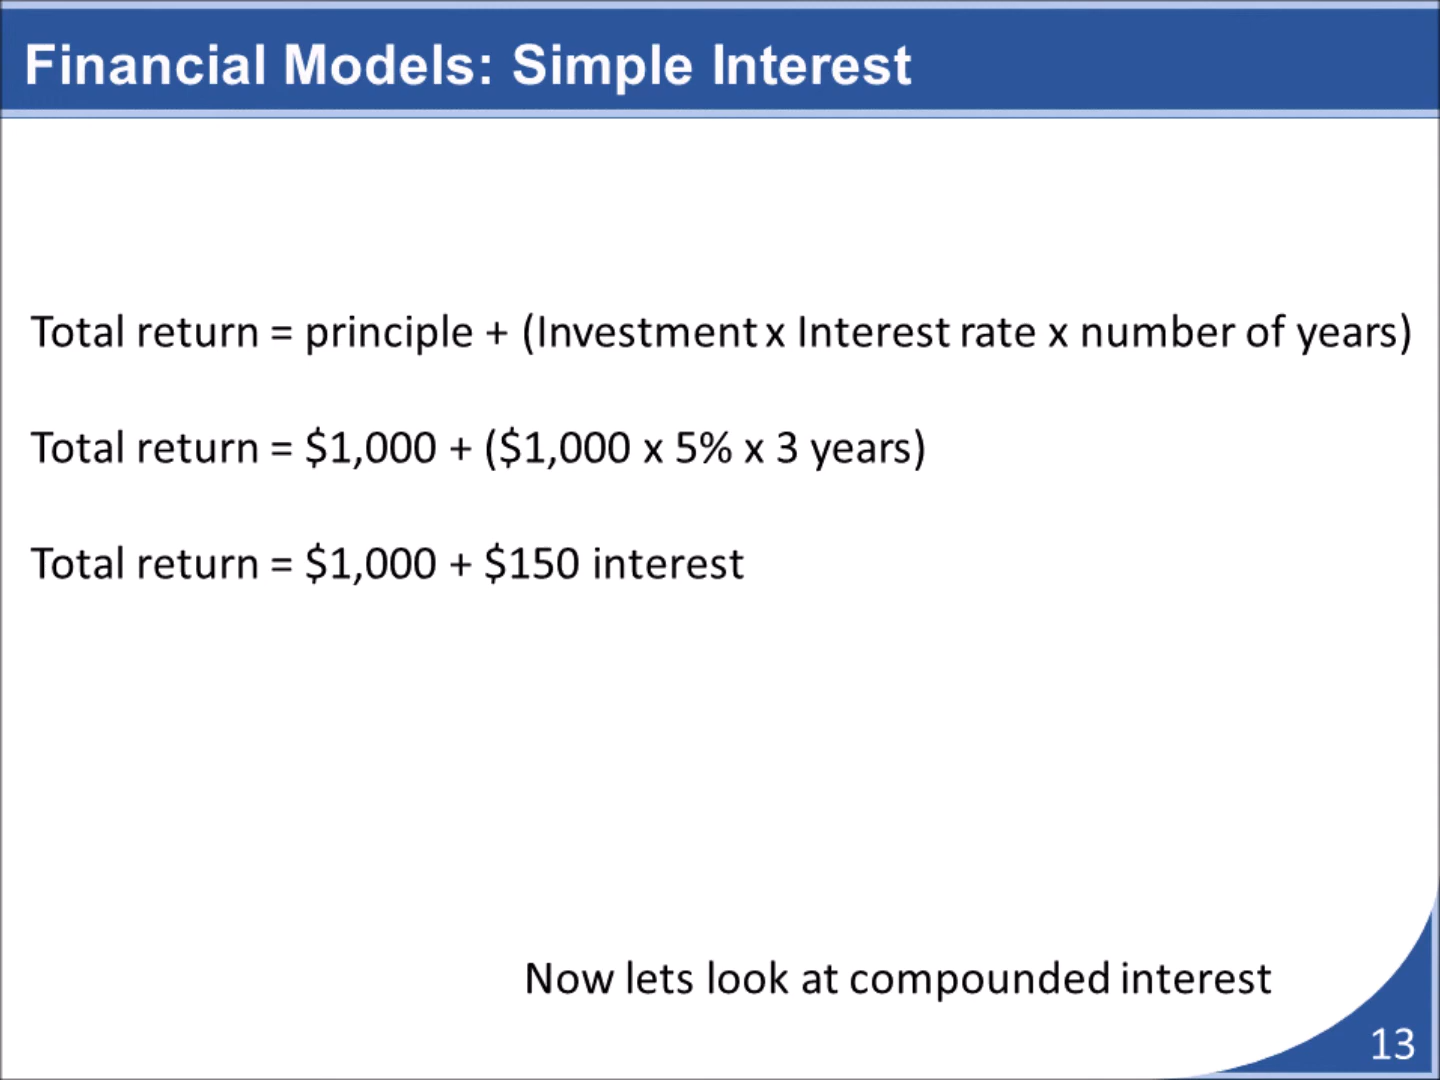 Financial Models: Simple Interest
Total return = principle + (Investment x Interest rate x number of years)
Total return = $1,000 + ($1,000 x 5% x 3 years)
Total return = $1,000 + $150 interest
Now lets look at compounded interest
13